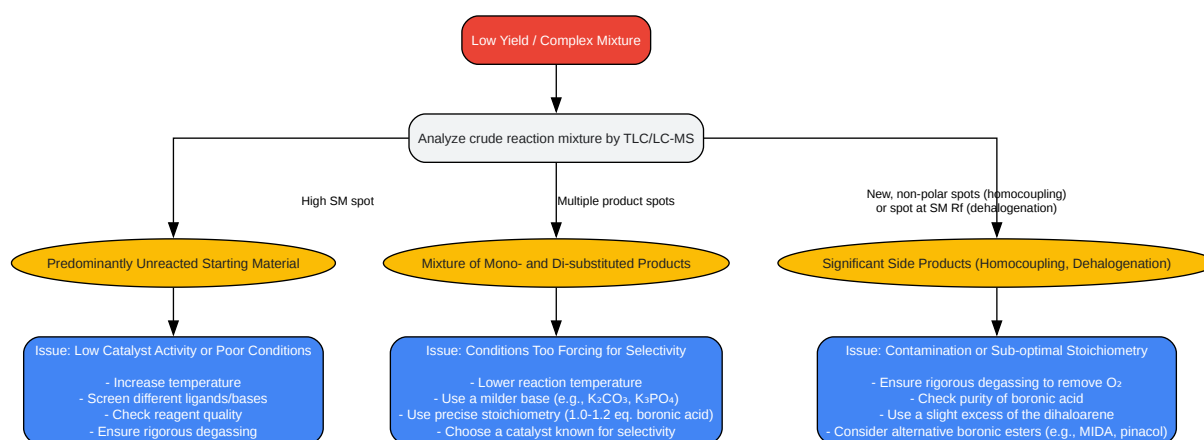 Low Yield / Complex Mixture
Analyze crude reaction mixture by TLC/LC-MS
High SM spot
Multiple product spots
New, non-polar spots (homocoupling)
or spot at SM Rf (dehalogenation)
Predominantly Unreacted Starting Material
Mixture of Mono- and Di-substituted Products
Significant Side Products (Homocoupling, Dehalogenation)
Issue: Low Catalyst Activity or Poor Conditions
- Increase temperature
- Screen different ligands/bases
- Check reagent quality
- Ensure rigorous degassing
Issue: Conditions Too Forcing for Selectivity
- Lower reaction temperature
- Use a milder base (e.g., K₂CO₃, K₃PO₄)
- Use precise stoichiometry (1.0-1.2 eq. boronic acid)
- Choose a catalyst known for selectivity
Issue: Contamination or Sub-optimal Stoichiometry
- Ensure rigorous degassing to remove O₂
- Check purity of boronic acid
- Use a slight excess of the dihaloarene
- Consider alternative boronic esters (e.g., MIDA, pinacol)